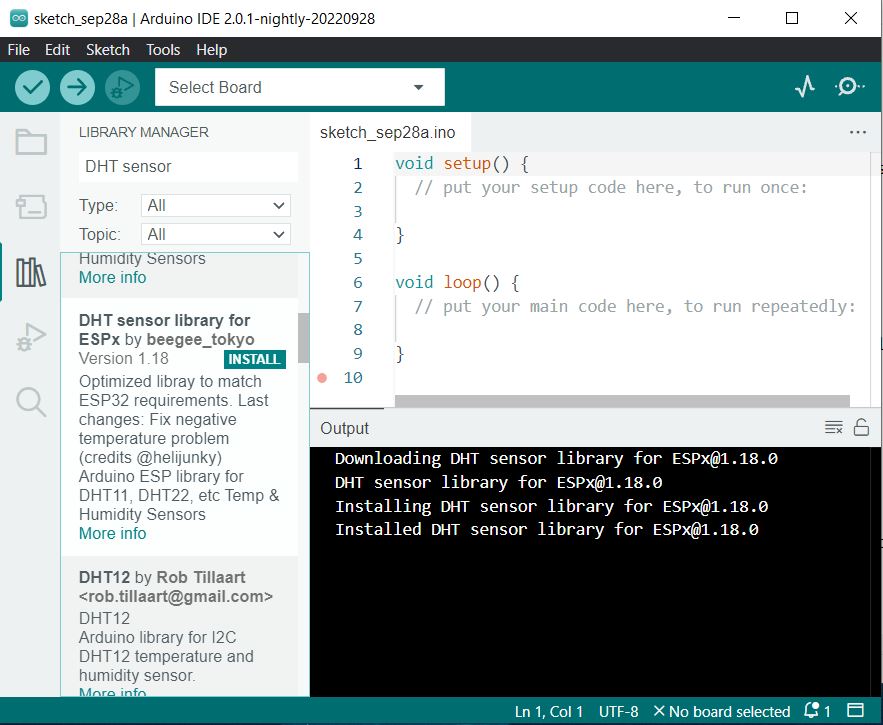 sketch_sep28a | Arduino IDE 2.0.1-nightly-20220928
File Edit Sketch Tools Help
Select Board
LIBRARY MANAGER
DHT sensor
Type: All
Topic: All
Humidity Sensors
More info
DHT sensor library for
ESPx by beegee_tokyo
Version 1.18 INSTALL
Optimized libray to match
ESP32 requirements. Last
changes: Fix negative
temperature problem
(credits @helijunky)
Arduino ESP library for
DHT11, DHT22, etc Temp &
Humidity Sensors
More info
DHT12 by Rob Tillaart
<rob.tillaart@gmail.com>
DHT12
Arduino library for I2C
DHT12 temperature and
humidity sensor.
More info
sketch_sep28a.ino
1 void setup() {
2 // put your setup code here, to run once:
3
4 }
5
6 void loop() {
7 // put your main code here, to run repeatedly:
8
9 }
10
Output
Downloading DHT sensor library for ESPx@1.18.0
DHT sensor library for ESPx@1.18.0
Installing DHT sensor library for ESPx@1.18.0
Installed DHT sensor library for ESPx@1.18.0
Ln 1, Col 1 UTF-8 No board selected 1